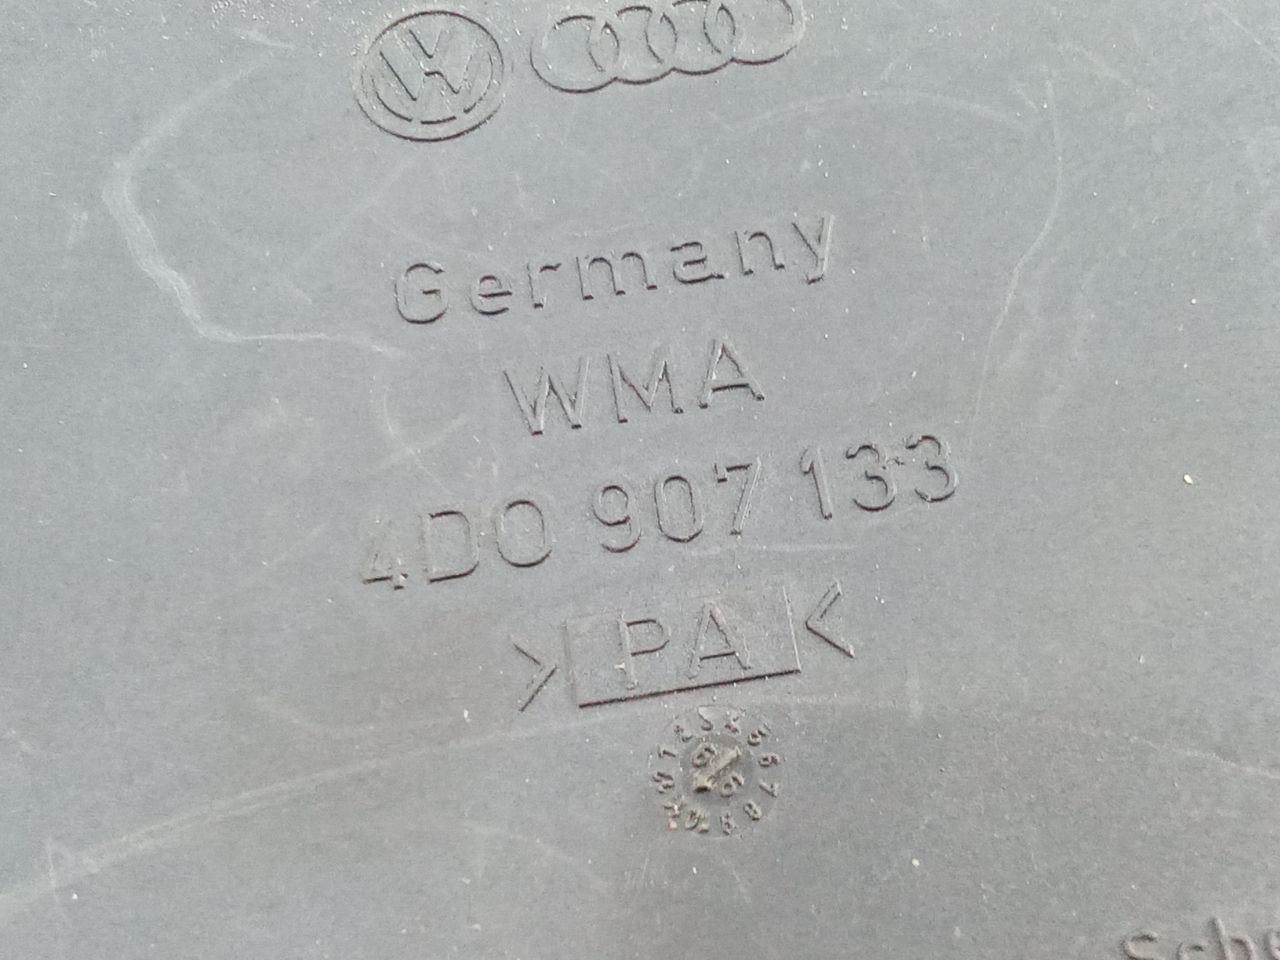 Germany
WMA
4D0 907 133
>PA<